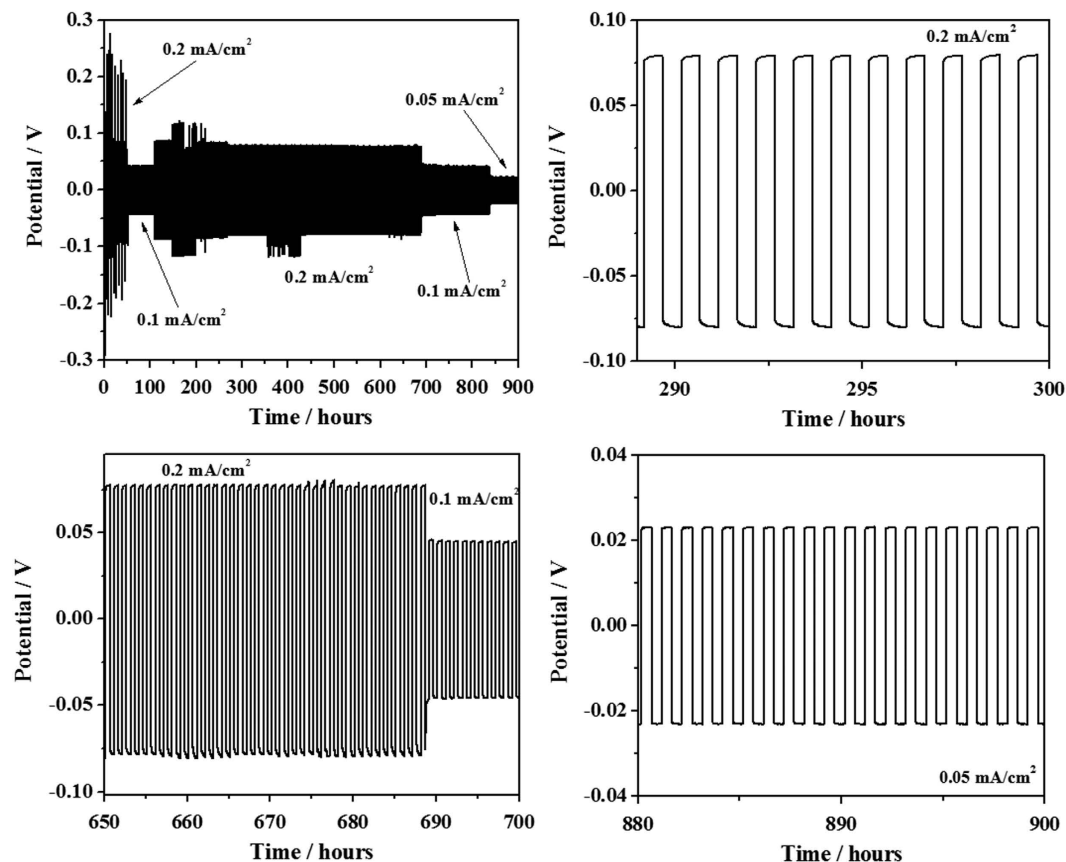 0.3
0.2
0.1
0.0
-0.1
-0.2
-0.3
Potential / V
0.2 mA/cm²
0.05 mA/cm²
0.2 mA/cm²
0.1 mA/cm²
0.1 mA/cm²
0 100 200 300 400 500 600 700 800 900
Time / hours
0.10
0.05
0.00
-0.05
-0.10
Potential / V
0.2 mA/cm²
290 295 300
Time / hours
0.05
0.00
-0.05
-0.10
Potential / V
0.2 mA/cm²
0.1 mA/cm²
650 660 670 680 690 700
Time / hours
0.04
0.02
0.00
-0.02
-0.04
Potential / V
0.05 mA/cm²
880 890 900
Time / hours